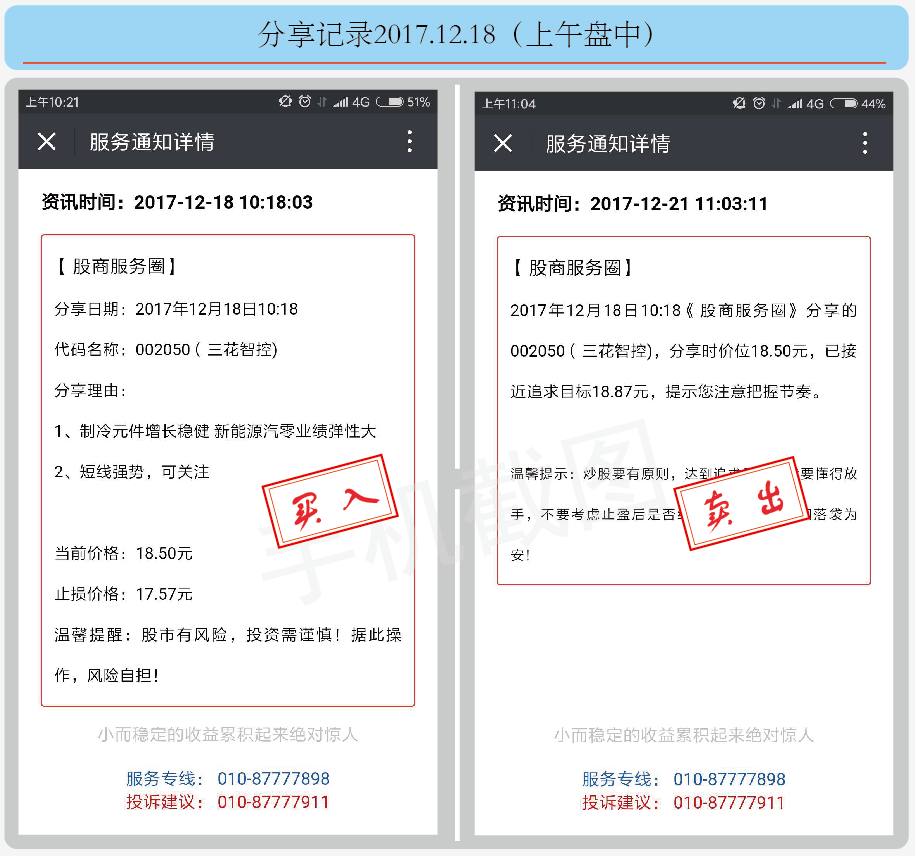 分享记录2017.12.18（上午盘中）
上午10:21
4G
51%
服务通知详情
资讯时间：2017-12-18 10:18:03
【 股商服务圈】
分享日期：2017年12月18日10:18
代码名称：002050（ 三花智控)
分享理由：
1、制冷元件增长稳健 新能源汽零业绩弹性大
2、短线强势，可关注
买入
当前价格：18.50元
止损价格：17.57元
温馨提醒：股市有风险，投资需谨慎！据此操
作，风险自担！
小而稳定的收益累积起来绝对惊人
服务专线： 010-87777898
投诉建议： 010-87777911
上午11:04
4G
44%
服务通知详情
资讯时间：2017-12-21 11:03:11
【 股商服务圈】
2017年12月18日10:18《 股商服务圈》分享的
002050（ 三花智控)，分享时价位18.50元，已接
近追求目标18.87元，提示您注意把握节奏。
温馨提示：炒股要有原则，达到追求 要懂得放
手，不要考虑止盈后是否 落袋为
安！
卖出
小而稳定的收益累积起来绝对惊人
服务专线： 010-87777898
投诉建议： 010-87777911
手机截图